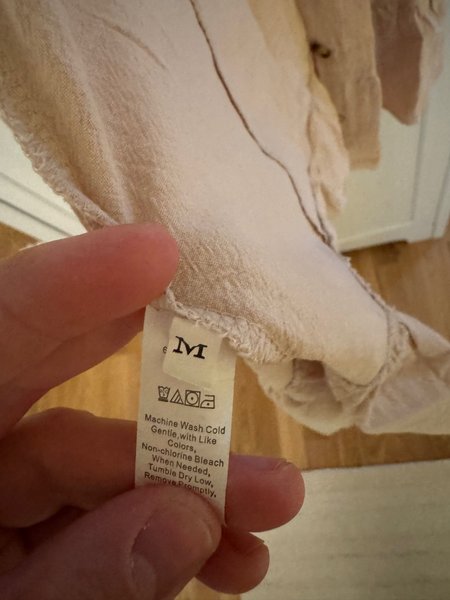 M
Machine Wash Cold
Gentle,with Like
Colors,
Non-chlorine Bleach
When Needed,
Tumble Dry Low,
Remove Promptly,